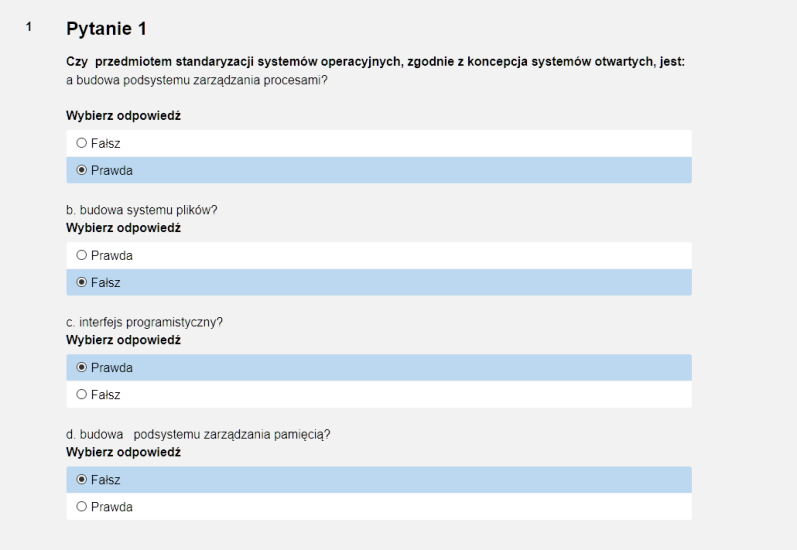 1
Pytanie 1
Czy przedmiotem standaryzacji systemów operacyjnych, zgodnie z koncepcja systemów otwartych, jest:
a budowa podsystemu zarządzania procesami?
Wybierz odpowiedź
Fałsz
Prawda
b. budowa systemu plików?
Wybierz odpowiedź
Prawda
Fałsz
c. interfejs programistyczny?
Wybierz odpowiedź
Prawda
Fałsz
d. budowa podsystemu zarządzania pamięcią?
Wybierz odpowiedź
Fałsz
Prawda